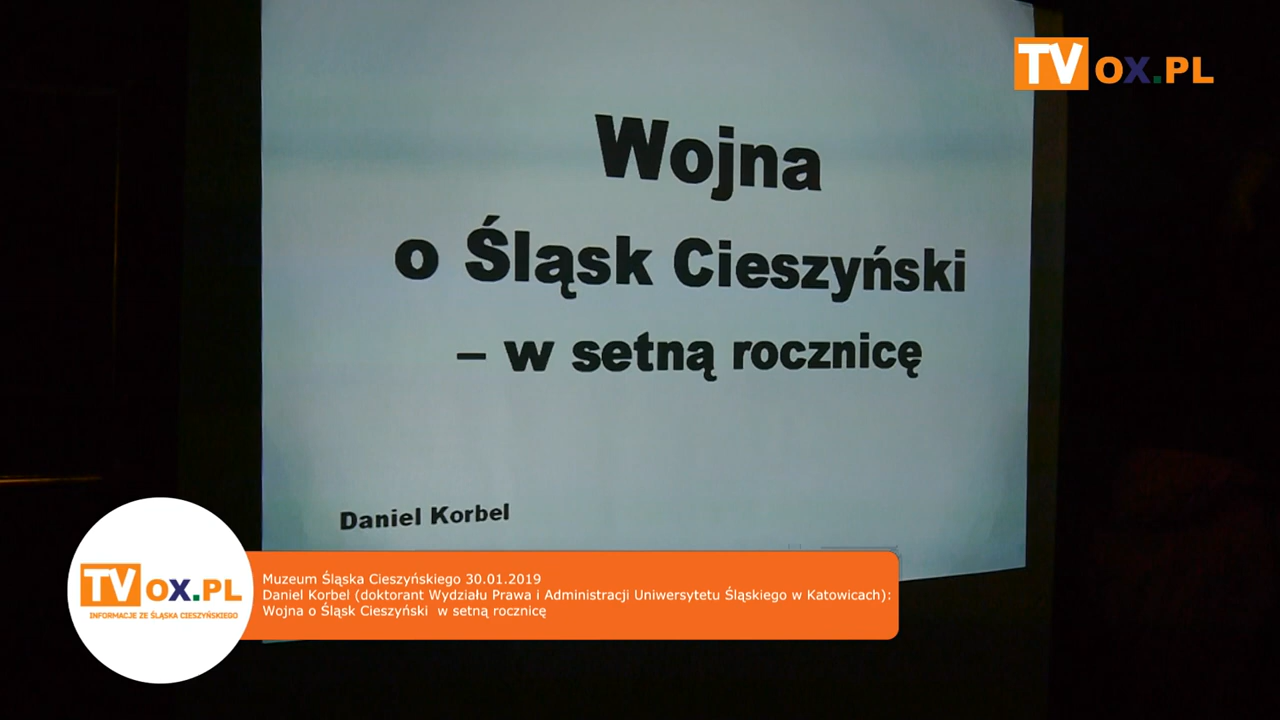 TVOX.PL
Wojna
o Śląsk Cieszyński
– w setną rocznicę
Daniel Korbel
TVOX.PL
INFORMACJE ZE ŚLĄSKA CIESZYŃSKIEGO
Muzeum Śląska Cieszyńskiego 30.01.2019
Daniel Korbel (doktorant Wydziału Prawa i Administracji Uniwersytetu Śląskiego w Katowicach):
Wojna o Śląsk Cieszyński w setną rocznicę